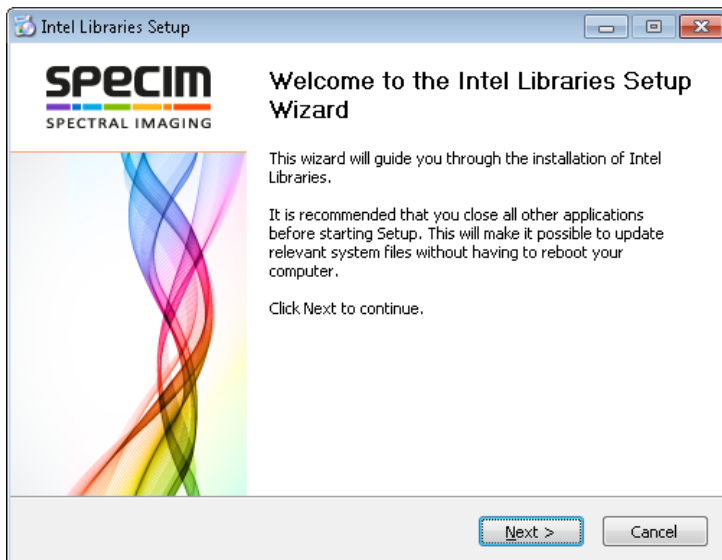 Intel Libraries Setup
SPECIM
SPECTRAL IMAGING
Welcome to the Intel Libraries Setup
Wizard
This wizard will guide you through the installation of Intel
Libraries.
It is recommended that you close all other applications
before starting Setup. This will make it possible to update
relevant system files without having to reboot your
computer.
Click Next to continue.
Next >
Cancel